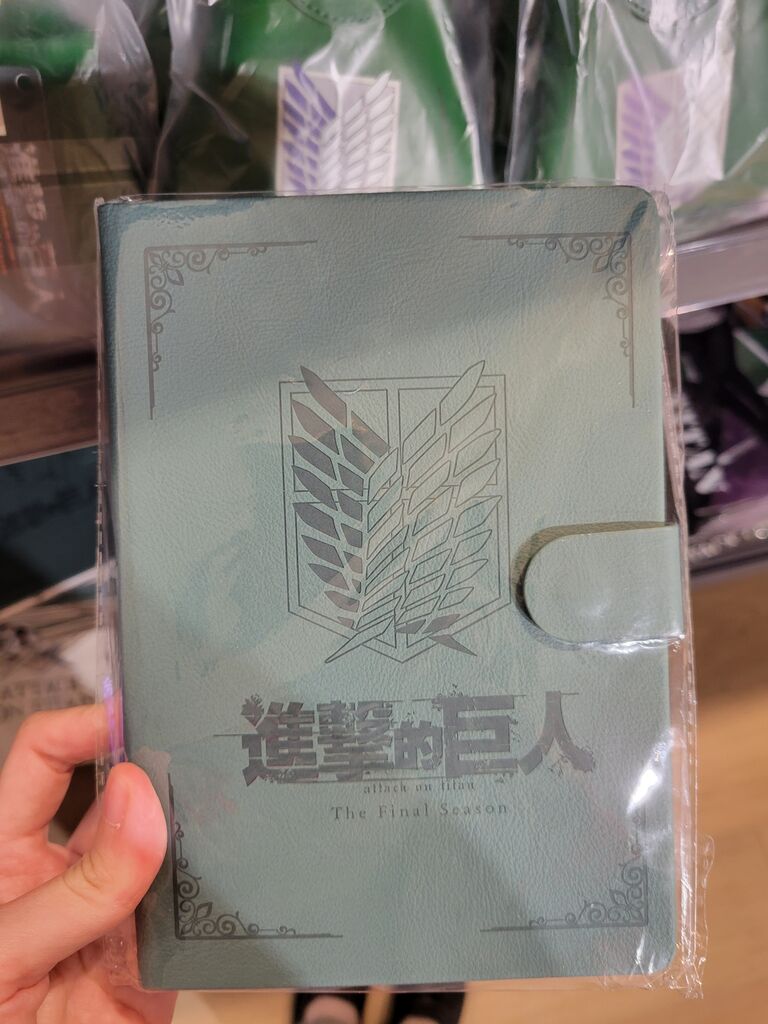 進撃的巨人
attack on titan
The Final Season